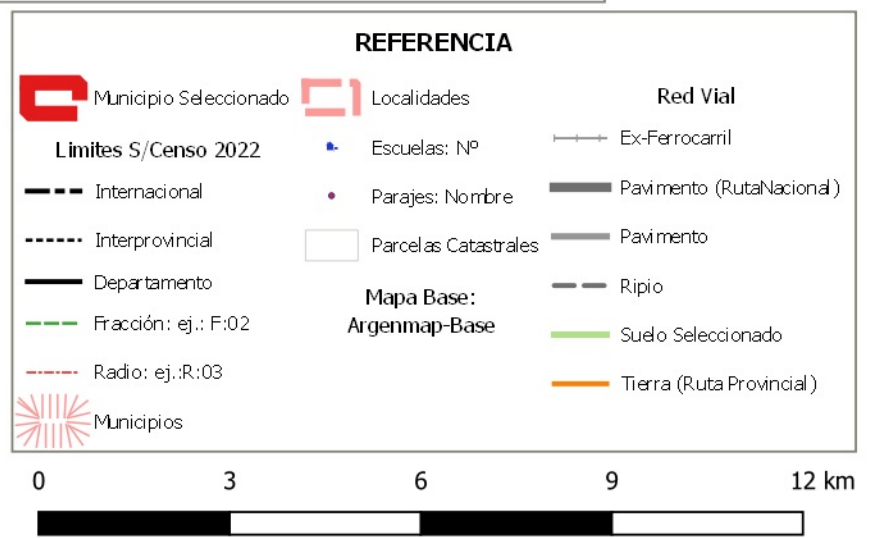 REFERENCIA
Municipio Seleccionado
Limites S/Censo 2022
Internacional
Interprovincial
Departamento
Fracción: ej.: F:02
Radio: ej.:R:03
Municipios
Localidades
Escuelas: Nº
Parajes: Nombre
Parcelas Catastrales
Mapa Base:
Argenmap-Base
Red Vial
Ex-Ferrocarril
Pavimento (RutaNacional)
Pavimento
Ripio
Suelo Seleccionado
Tierra (Ruta Provincial)
0 3 6 9 12 km